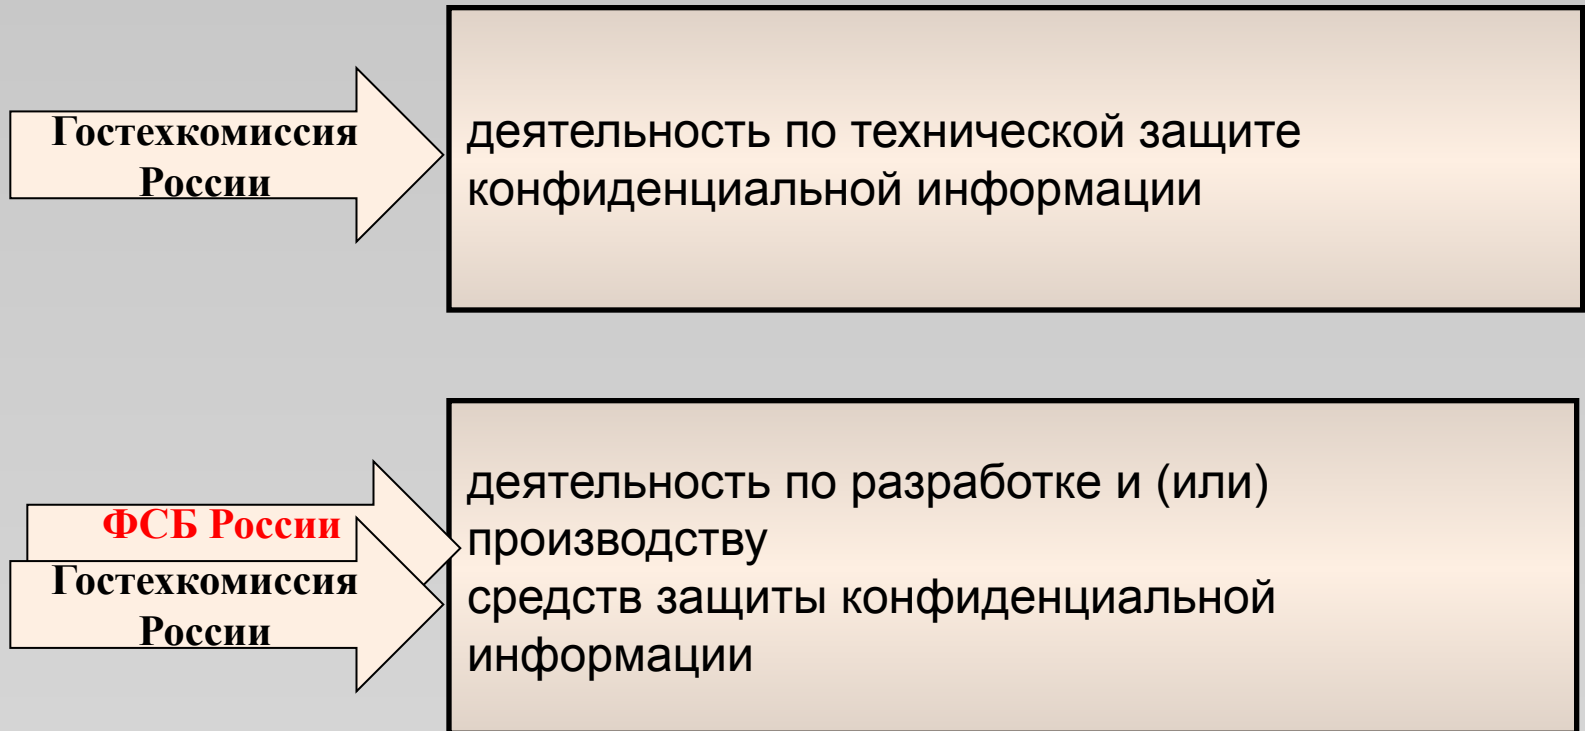 Гостехкомиссия
России
деятельность по технической защите
конфиденциальной информации
ФСБ России
Гостехкомиссия
России
деятельность по разработке и (или)
производству
средств защиты конфиденциальной
информации